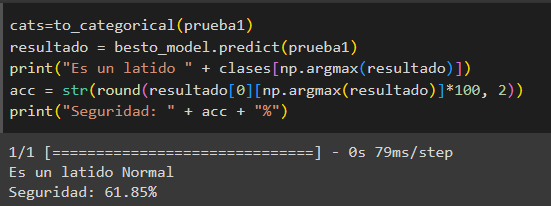 cats=to_categorical(prueba1)
resultado = besto_model.predict(prueba1)
print("Es un latido " + clases[np.argmax(resultado)])
acc = str(round(resultado[0][np.argmax(resultado)]*100, 2))
print("Seguridad: " + acc + "%")
1/1 [==============================] - 0s 79ms/step
Es un latido Normal
Seguridad: 61.85%